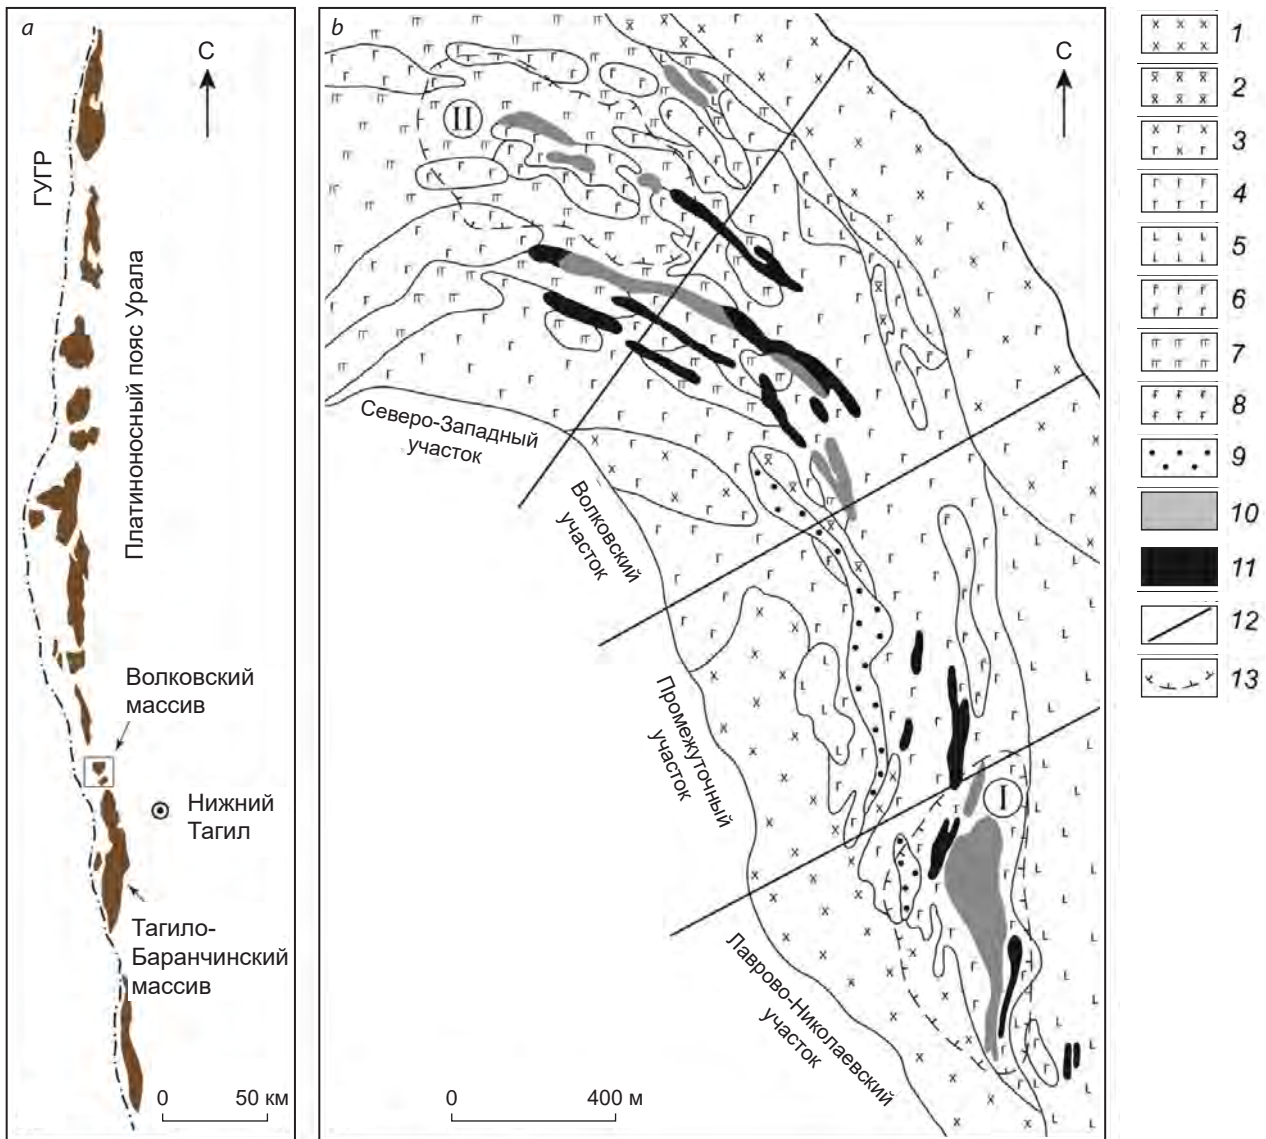 a
С
ГУГР
Платиноносный пояс Урала
Волковский
массив
Нижний
Тагил
Тагило-
Баранчинский
массив
0 50 км
b
С
II
I
Северо-Западный
участок
Волковский
участок
Промежуточный
участок
Лаврово-Николаевский
участок
0 400 м
1
2
3
4
5
6
7
8
9
10
11
12
13